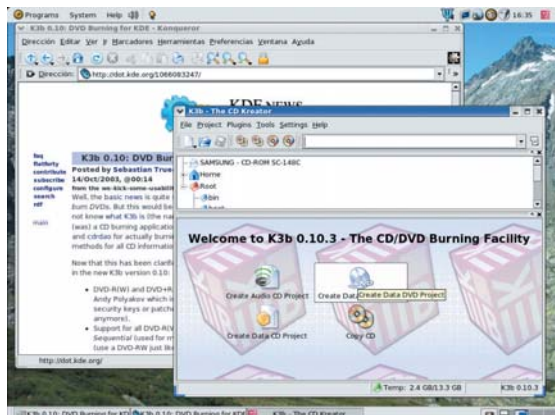 Programs System Help 16:35
K3b 0.10: DVD Burning for KDE - Konqueror
Dirección Editar Ver Ir Marcadores Herramientas Preferencias Ventana Ayuda
Dirección: http://dot.kde.org/1066083247/
KDE NEWS
K3b - The CD Kreator
File Project Plugins Tools Settings Help
SAMSUNG - CD-ROM SC-148C
Home
Root
bin
faq
flatforty
contribute
subscribe
configure
search
rdf
main
K3b 0.10: DVD Bur
Posted by Sebastian True
14/Oct/2003, @00:14
from the we-kick-some-usabilit
Well, the basic news is quite
burn DVDs. But this would be
not know what K3b is (the na
(was) a CD burning applicatio
and cdrdao for actually burnin
methods for all CD informatio
Now that this has been clarifi
in the new K3b version 0.10:
DVD-R(W) and DVD+R
Andy Polyakov which i
security keys or patche
anymore).
Support for all DVD-R(W
Sequential (used for m
(use a DVD-RW just lik
http://dot.kde.org/
Welcome to K3b 0.10.3 - The CD/DVD Burning Facility
Create Audio CD Project
Create Data
Create Data DVD Project
Create Data CD Project
Copy CD
Temp: 2.4 GB/13.3 GB K3b 0.10.3
K3b 0.10: DVD Burning for KD K3b 0.10: DVD Burning for KDE K3b - The CD Kreator